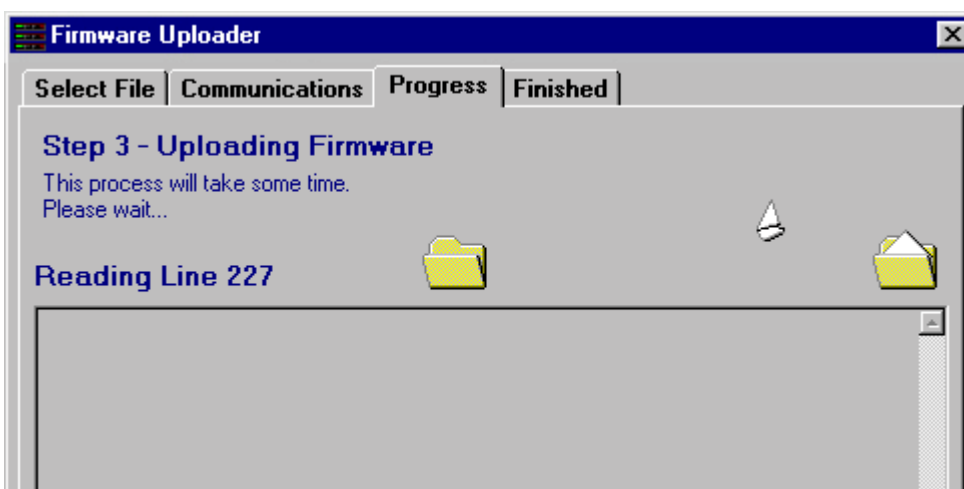 Firmware Uploader
Select File Communications Progress Finished
Step 3 - Uploading Firmware
This process will take some time.
Please wait...
Reading Line 227